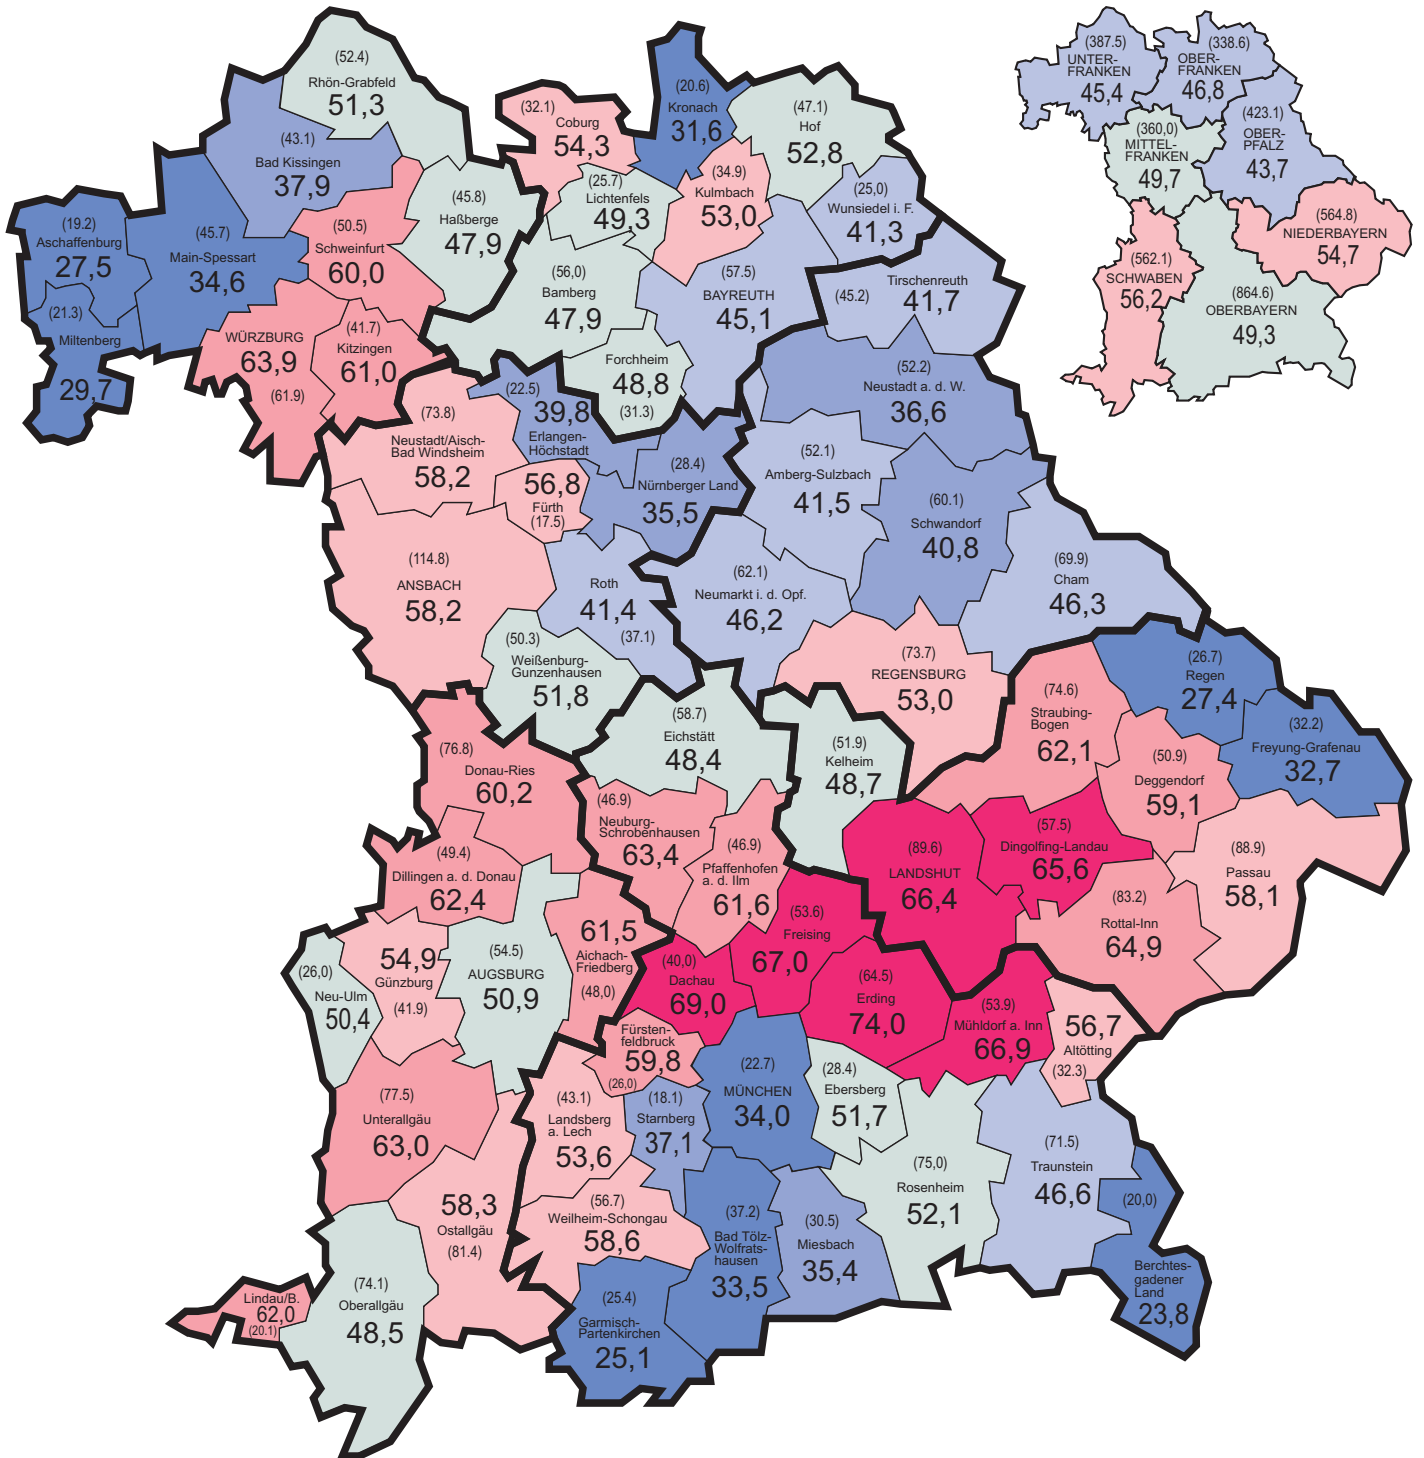 (52.4)
Rhön-Grabfeld
51,3
(43.1)
Bad Kissingen
37,9
(19.2)
Aschaffenburg
27,5
(45.7)
Main-Spessart
34,6
(21.3)
Miltenberg
29,7
(50.5)
Schweinfurt
60,0
(45.8)
Haßberge
47,9
WÜRZBURG
63,9
(61.9)
(41.7)
Kitzingen
61,0
(32.1)
Coburg
54,3
(20.6)
Kronach
31,6
(47.1)
Hof
52,8
(25.7)
Lichtenfels
49,3
(34.9)
Kulmbach
53,0
(25,0)
Wunsiedel i. F.
41,3
(56,0)
Bamberg
47,9
(57.5)
BAYREUTH
45,1
Forchheim
48,8
(31.3)
Tirschenreuth
(45.2)
41,7
(52.2)
Neustadt a. d. W.
36,6
(52.1)
Amberg-Sulzbach
41,5
(60.1)
Schwandorf
40,8
(69.9)
Cham
46,3
(62.1)
Neumarkt i. d. Opf.
46,2
(73.7)
REGENSBURG
53,0
(73.8)
Neustadt/Aisch-
Bad Windsheim
58,2
(22.5)
39,8
Erlangen-
Höchstadt
56,8
Fürth
(17.5)
(28.4)
Nürnberger Land
35,5
(114.8)
ANSBACH
58,2
Roth
41,4
(37.1)
(50.3)
Weißenburg-
Gunzenhausen
51,8
(76.8)
Donau-Ries
60,2
(49.4)
Dillingen a. d. Donau
62,4
54,9
Günzburg
(41.9)
(26,0)
Neu-Ulm
50,4
(54.5)
AUGSBURG
50,9
61,5
Aichach-
Friedberg
(48,0)
(77.5)
Unterallgäu
63,0
58,3
Ostallgäu
(81.4)
(74.1)
Oberallgäu
48,5
Lindau/B.
62,0
(20.1)
(58.7)
Eichstätt
48,4
(46.9)
Neuburg-
Schrobenhausen
63,4
(46.9)
Pfaffenhofen
a. d. Ilm
61,6
(53.6)
Freising
67,0
(40,0)
Dachau
69,0
(64.5)
Erding
74,0
(53.9)
Mühldorf a. Inn
66,9
56,7
Altötting
(32.3)
Fürsten-
feldbruck
59,8
(26,0)
(22.7)
MÜNCHEN
34,0
(28.4)
Ebersberg
51,7
(43.1)
Landsberg
a. Lech
53,6
(18.1)
Starnberg
37,1
(56.7)
Weilheim-Schongau
58,6
(37.2)
Bad Tölz-
Wolfrats-
hausen
33,5
(30.5)
Miesbach
35,4
(75,0)
Rosenheim
52,1
(71.5)
Traunstein
46,6
(20,0)
Berchtes-
gadener
Land
23,8
(25.4)
Garmisch-
Partenkirchen
25,1
(51.9)
Kelheim
48,7
(74.6)
Straubing-
Bogen
62,1
(26.7)
Regen
27,4
(32.2)
Freyung-Grafenau
32,7
(50.9)
Deggendorf
59,1
(89.6)
LANDSHUT
66,4
(57.5)
Dingolfing-Landau
65,6
(83.2)
Rottal-Inn
64,9
(88.9)
Passau
58,1
(387.5)
UNTER-
FRANKEN
45,4
(338.6)
OBER-
FRANKEN
46,8
(360,0)
MITTEL-
FRANKEN
49,7
(423.1)
OBER-
PFALZ
43,7
(564.8)
NIEDERBAYERN
54,7
(562.1)
SCHWABEN
56,2
(864.6)
OBERBAYERN
49,3